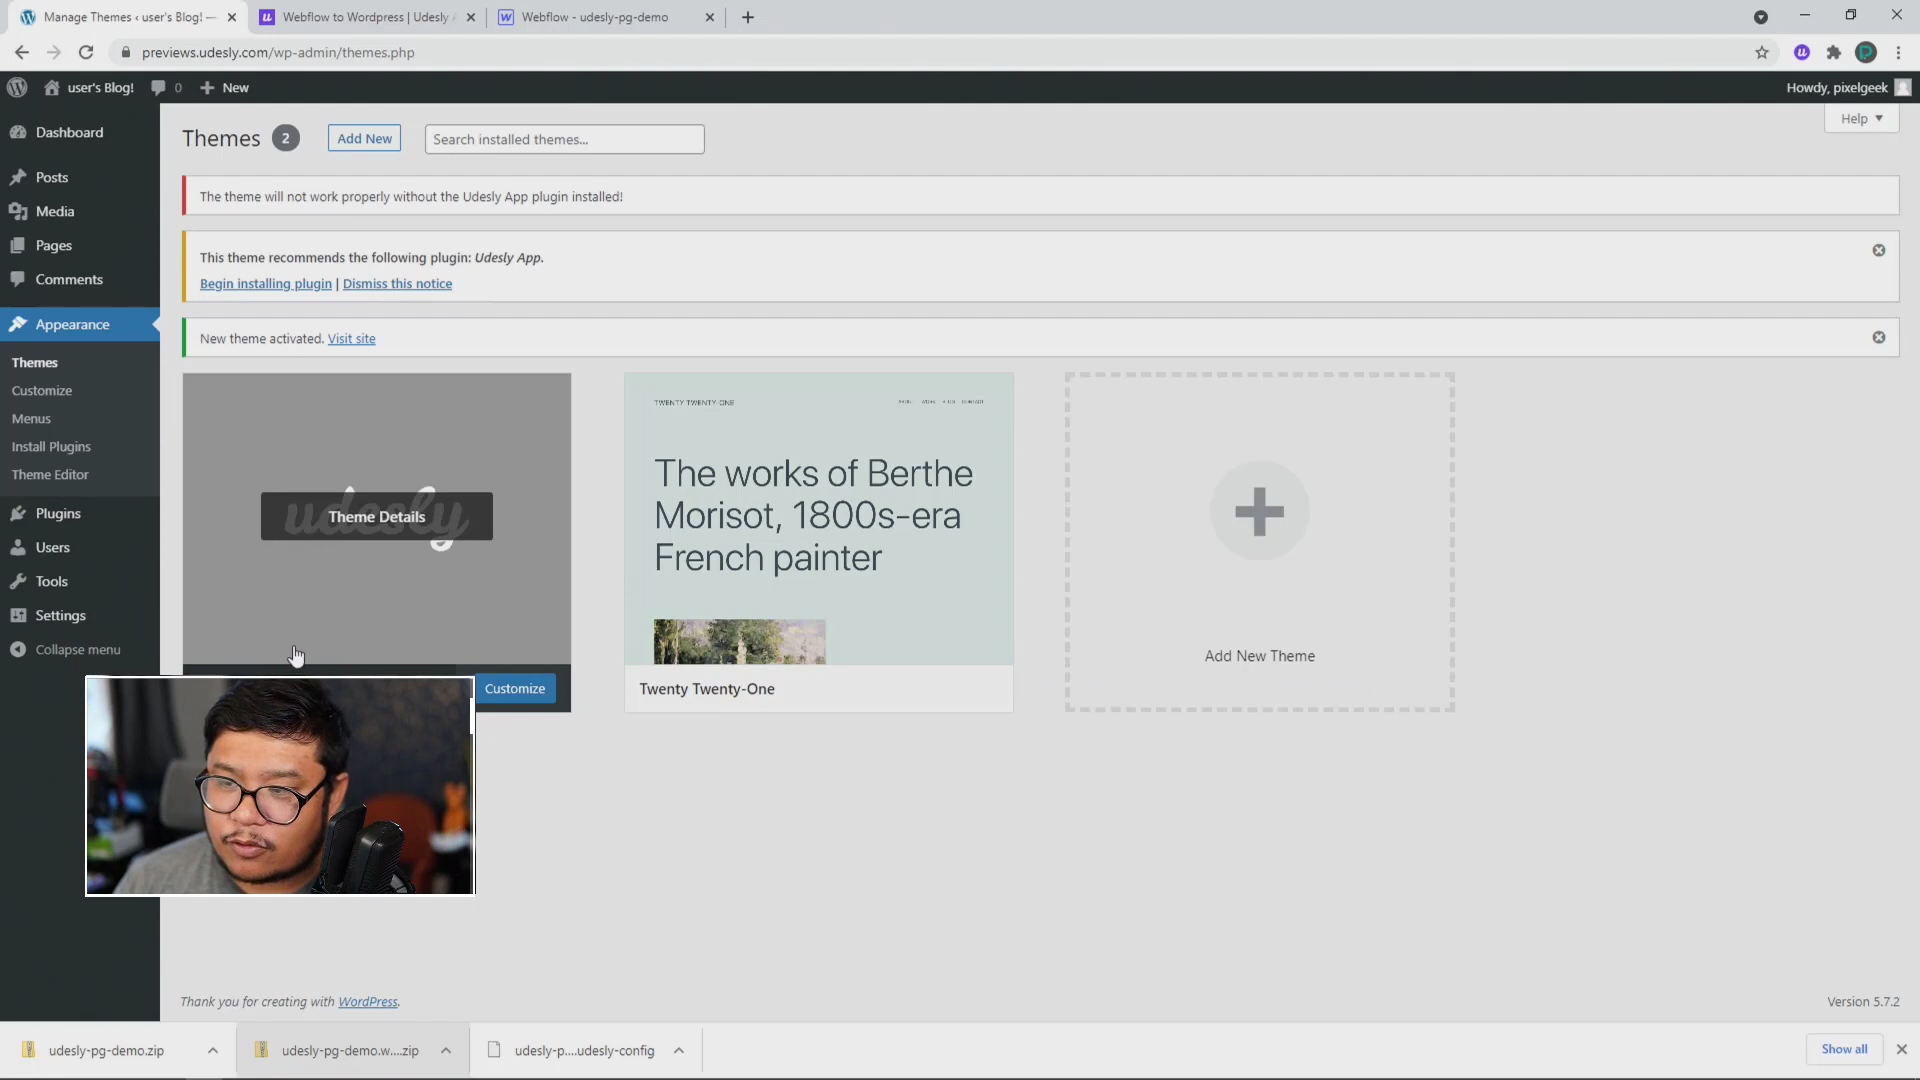 Manage Themes ‹ user's Blog! —
Webflow to Wordpress | Udesly
Webflow - udesly-pg-demo
previews.udesly.com/wp-admin/themes.php
user's Blog!
0
New
Howdy, pixelgeek
Dashboard
Posts
Media
Pages
Comments
Appearance
Themes
Customize
Menus
Install Plugins
Theme Editor
Plugins
Users
Tools
Settings
Collapse menu
Themes 2
Add New
Search installed themes...
Help
The theme will not work properly without the Udesly App plugin installed!
This theme recommends the following plugin: Udesly App.
Begin installing plugin | Dismiss this notice
New theme activated. Visit site
udesly
Theme Details
Customize
TWENTY TWENTY-ONE
The works of Berthe
Morisot, 1800s-era
French painter
Twenty Twenty-One
Add New Theme
Thank you for creating with WordPress.
Version 5.7.2
udesly-pg-demo.zip
udesly-pg-demo.w....zip
udesly-p....udesly-config
Show all